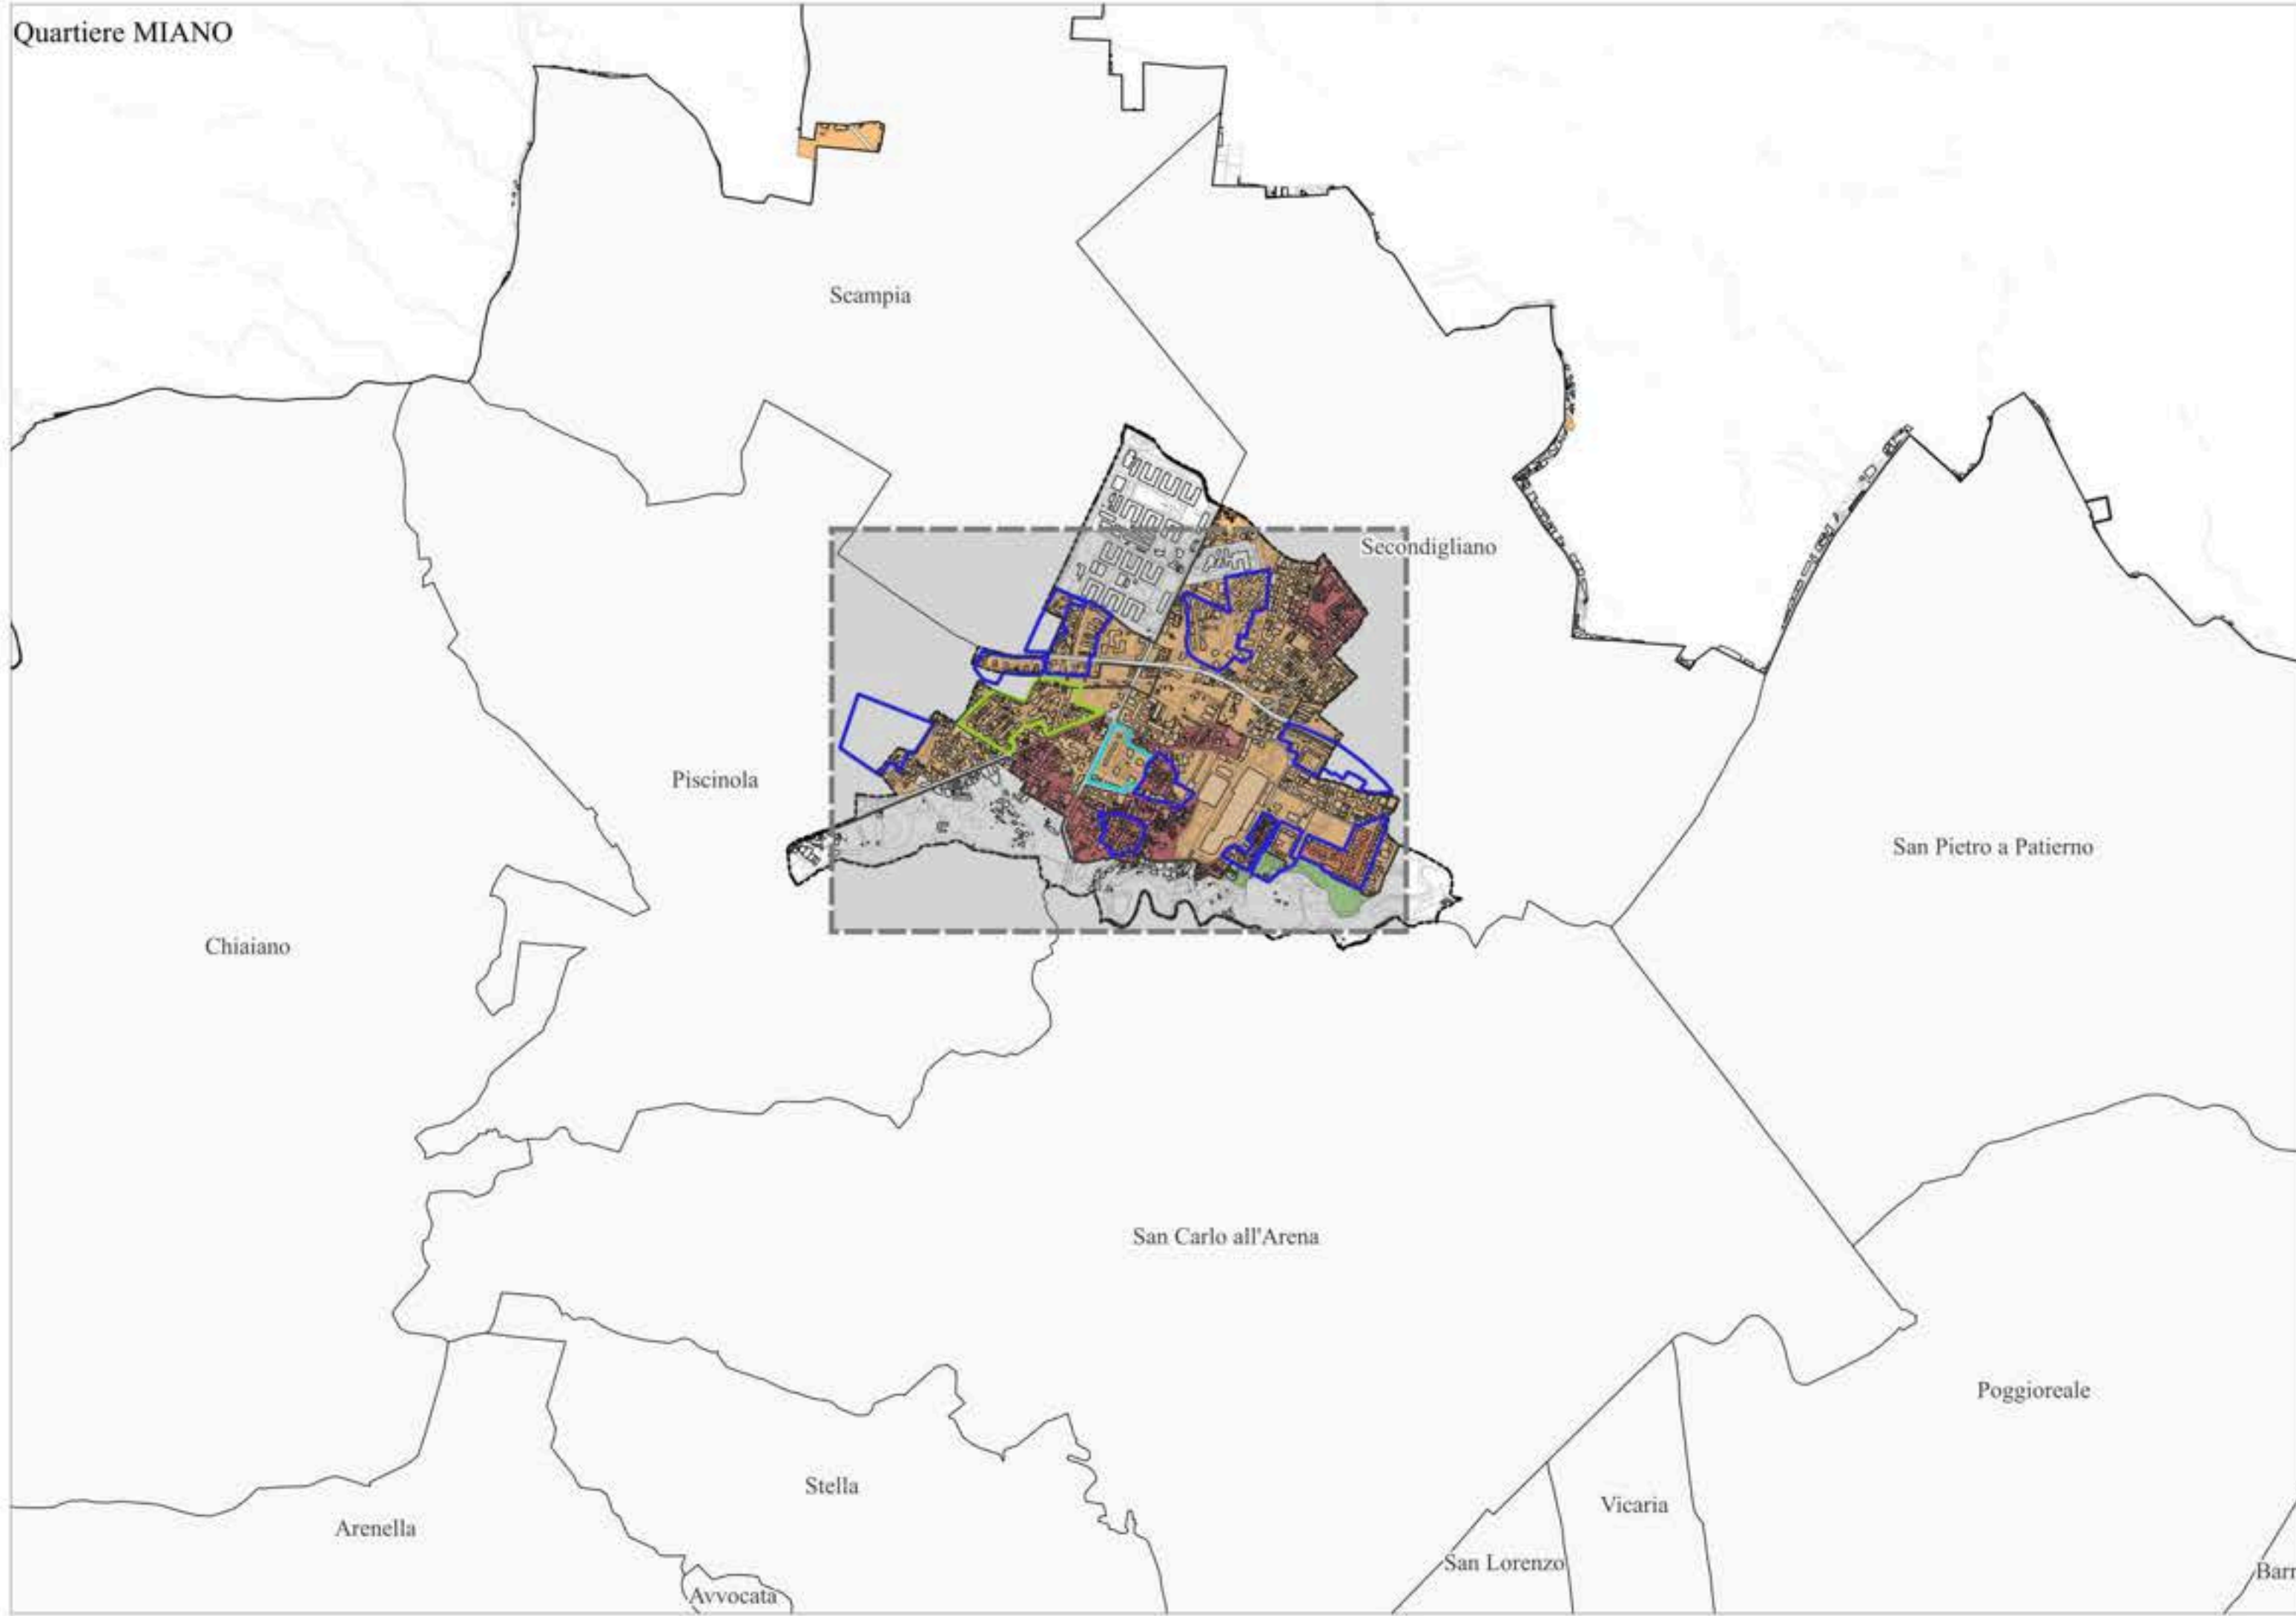 Quartiere MIANO
Scampia
Secondigliano
Piscinola
San Pietro a Patierno
Chiaiano
San Carlo all'Arena
Poggioreale
Stella
Vicaria
Arenella
San Lorenzo
Barr
Avvocata